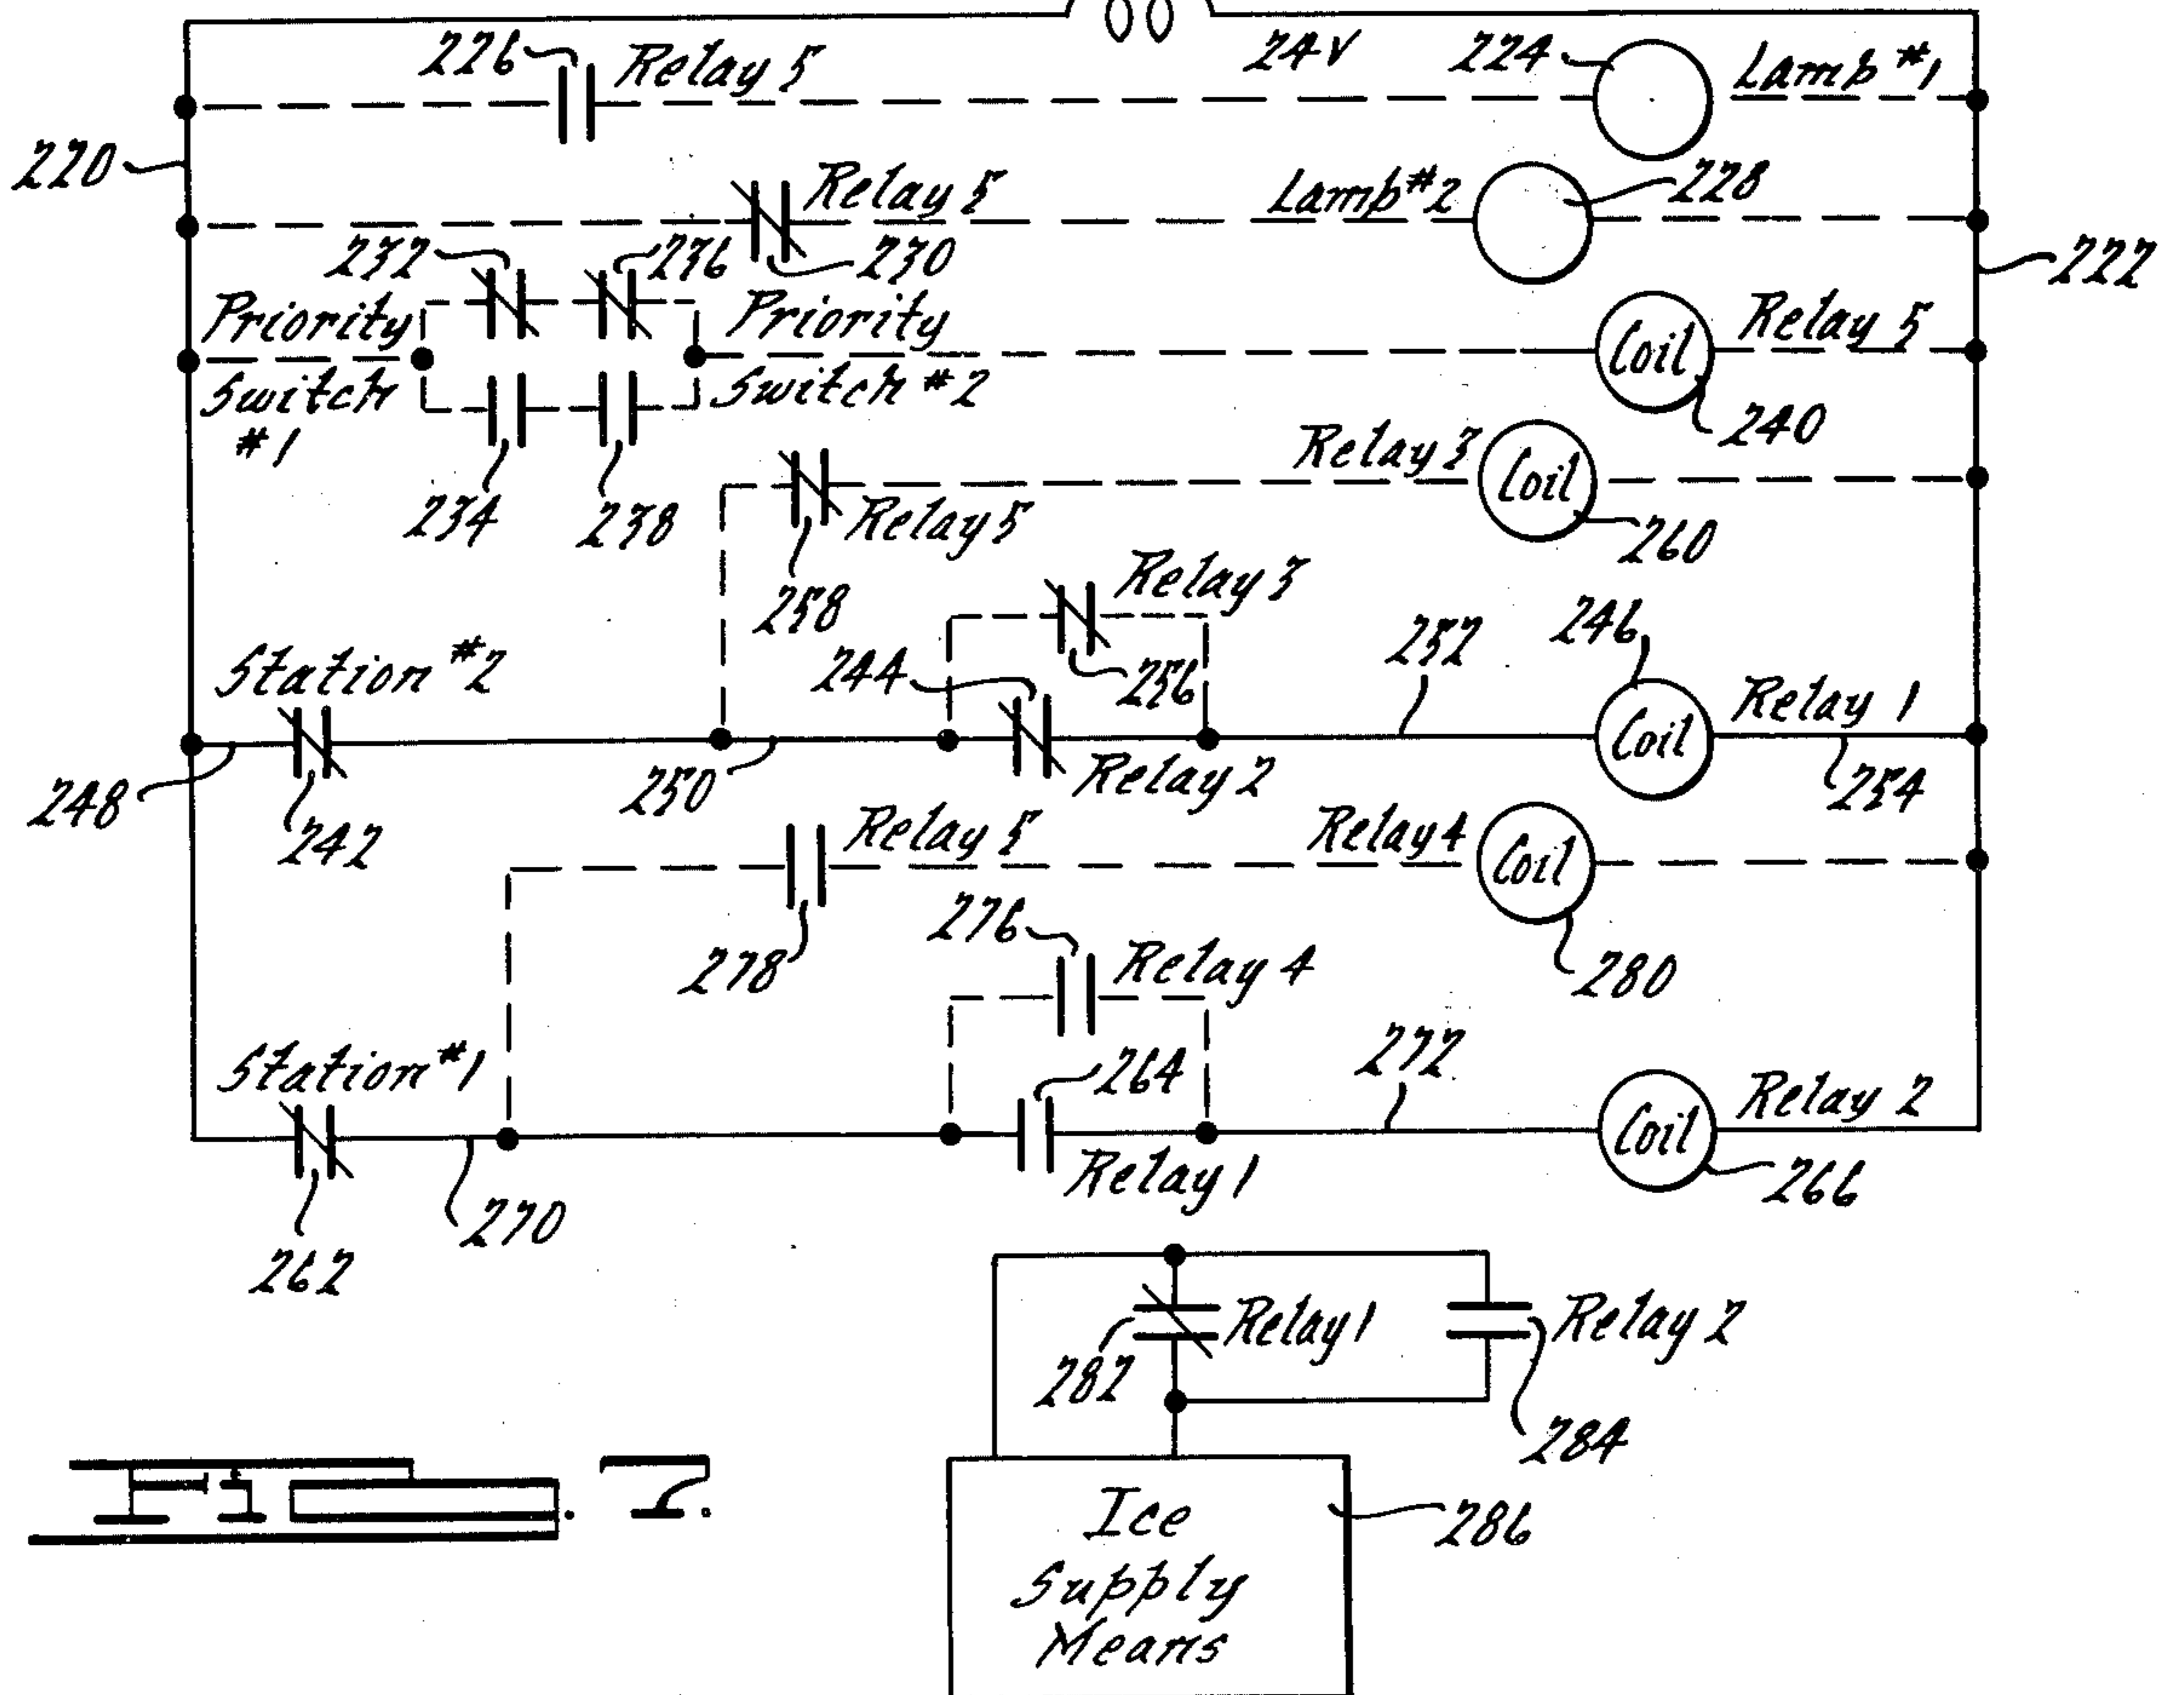 24V
226
Relay 5
224
Lamp #1
220
Relay 5
Lamp #2
228
232
236
230
222
Priority
Switch
#1
Priority
Switch #2
Coil
Relay 5
240
234
238
Relay 3
Coil
260
Relay 5
258
Relay 3
256
244
252
246
Station #2
Coil
Relay 1
254
248
242
250
Relay 2
Relay 5
278
Relay 4
Coil
280
276
Relay 4
264
272
Station #1
Coil
Relay 2
266
262
270
Relay 1
282
Relay 1
Relay 2
284
Ice
Supply
Means
286
FIG. 7.